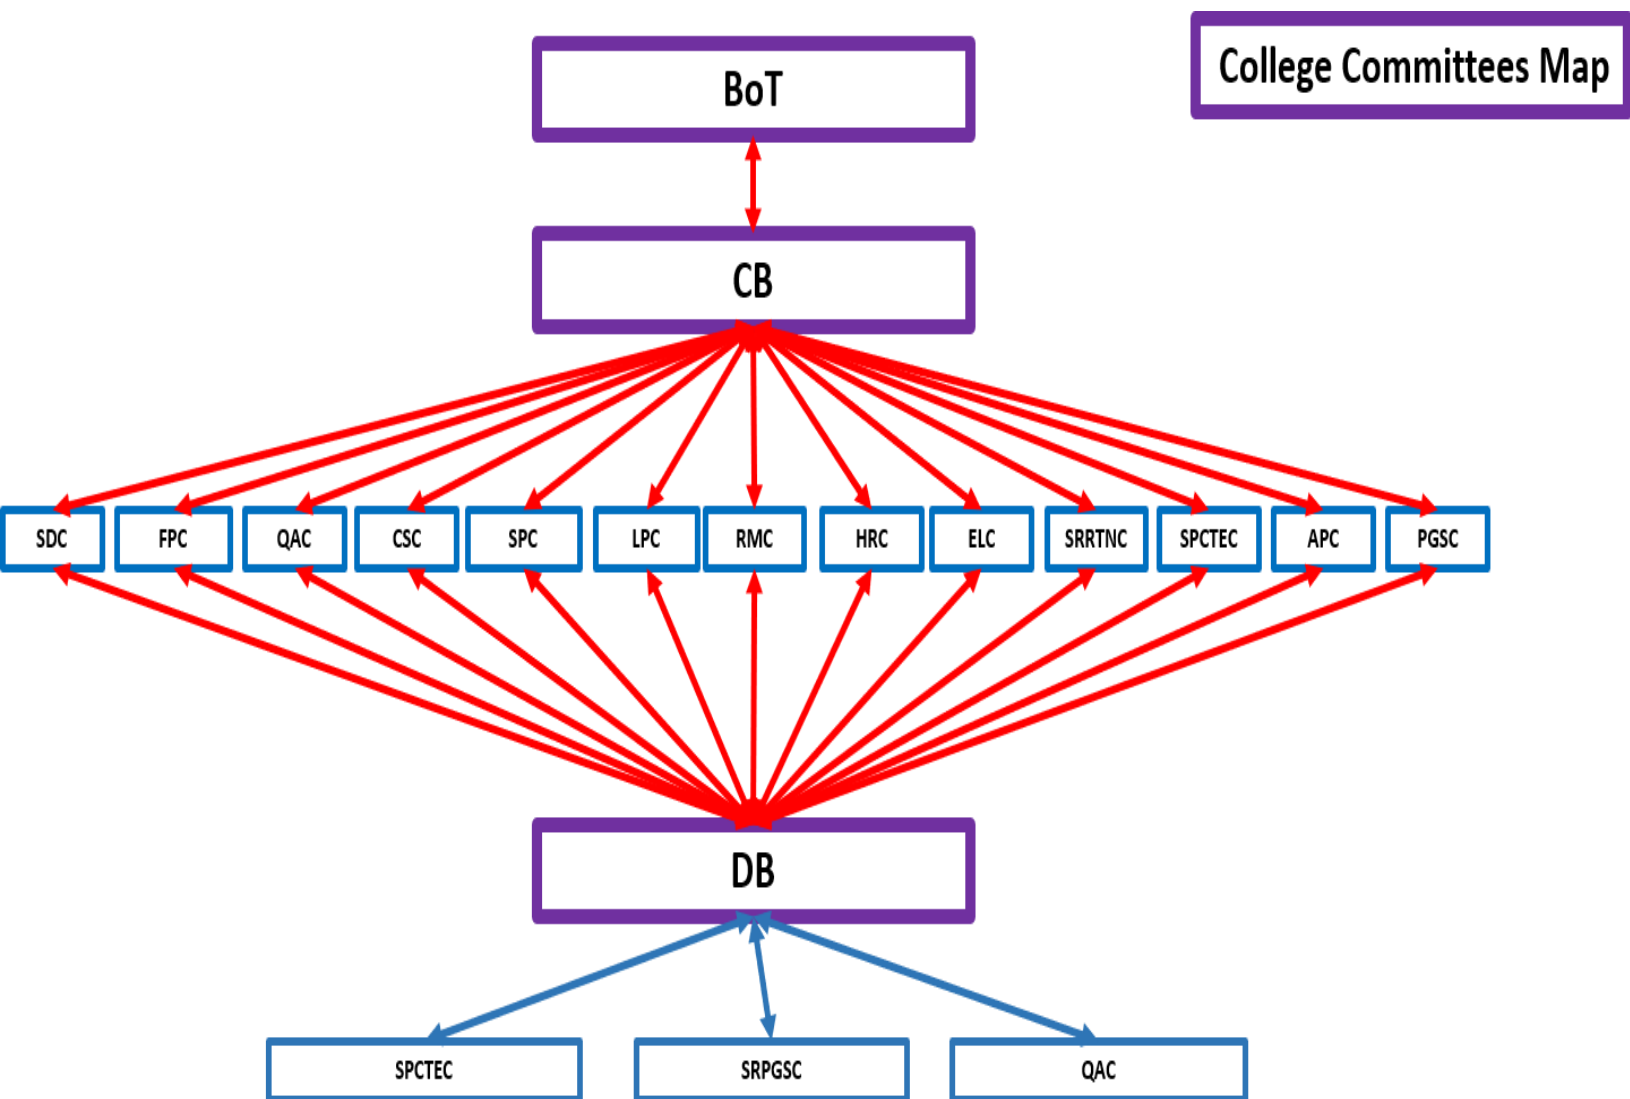 College Committees Map
BoT
CB
SDC FPC QAC CSC SPC LPC RMC HRC ELC SRRTNC SPCTEC APC PGSC
DB
SPCTEC SRPGSC QAC